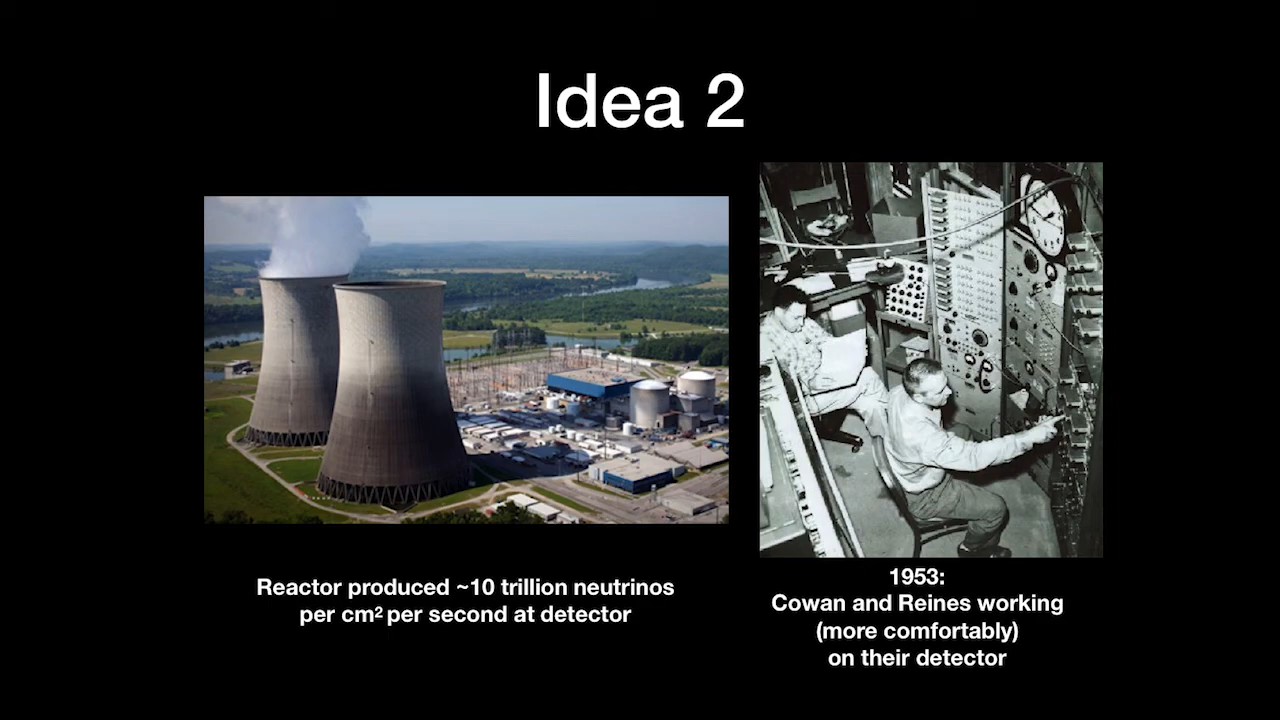 Idea 2
Reactor produced ~10 trillion neutrinos
per cm² per second at detector
1953:
Cowan and Reines working
(more comfortably)
on their detector